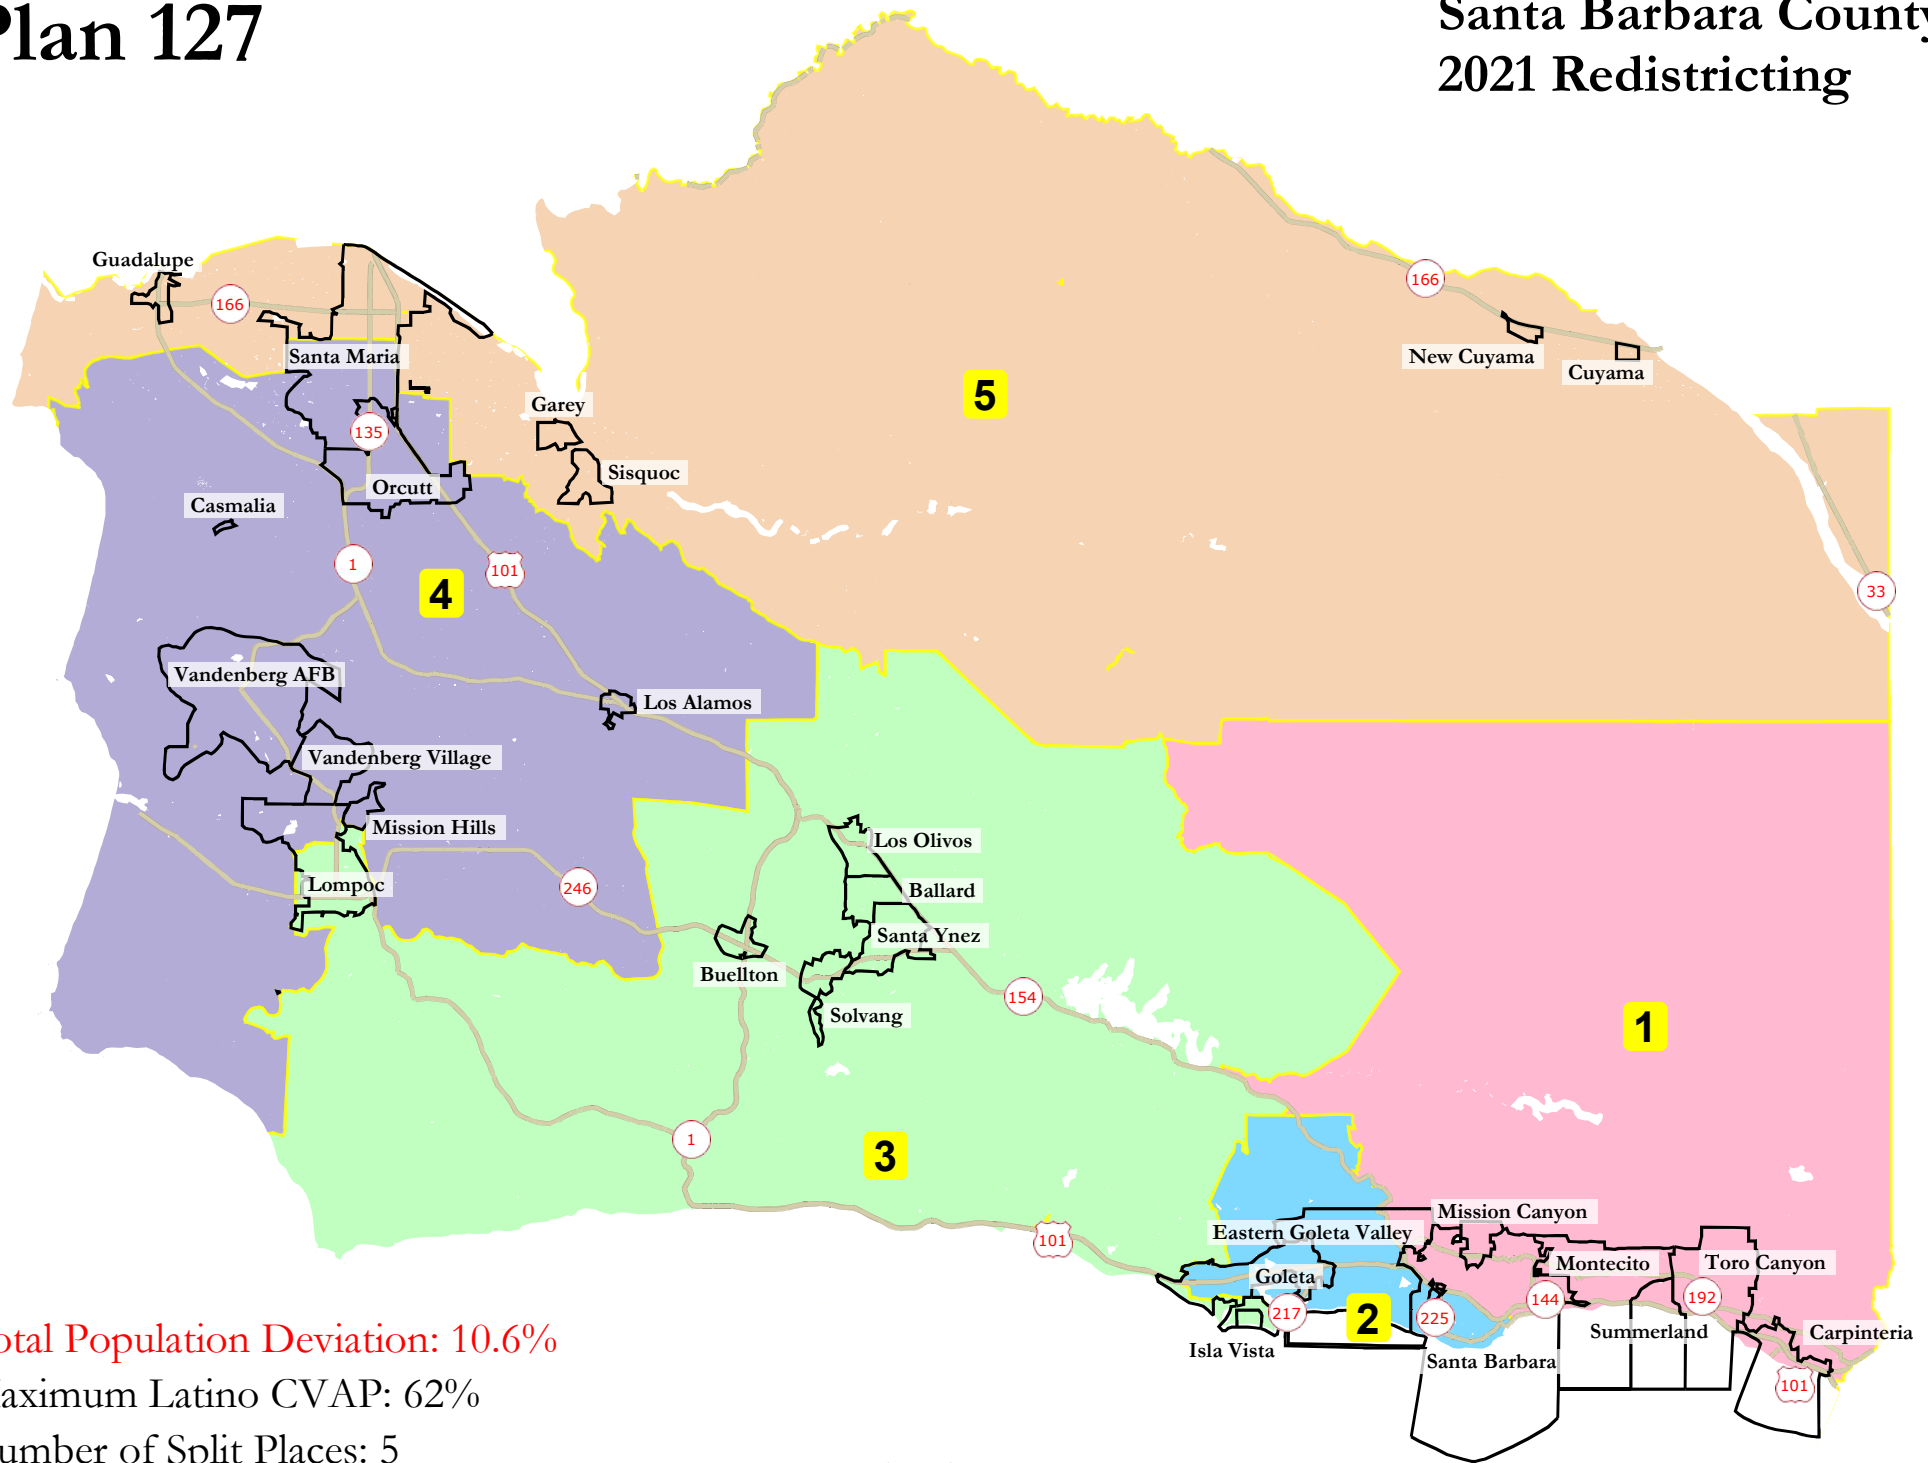 Plan 127
Santa Barbara County
2021 Redistricting
Guadalupe
166
Santa Maria
135
Orcutt
Casmalia
Garey
Sisquoc
5
166
New Cuyama
Cuyama
33
1
101
4
Vandenberg AFB
Los Alamos
Vandenberg Village
Mission Hills
Lompoc
246
Los Olivos
Ballard
Santa Ynez
Buellton
Solvang
154
1
1
3
101
Mission Canyon
Eastern Goleta Valley
Montecito
Toro Canyon
Goleta
217
2
225
144
192
Summerland
Carpinteria
Isla Vista
Santa Barbara
101
otal Population Deviation: 10.6%
aximum Latino CVAP: 62%
umber of Split Places: 5